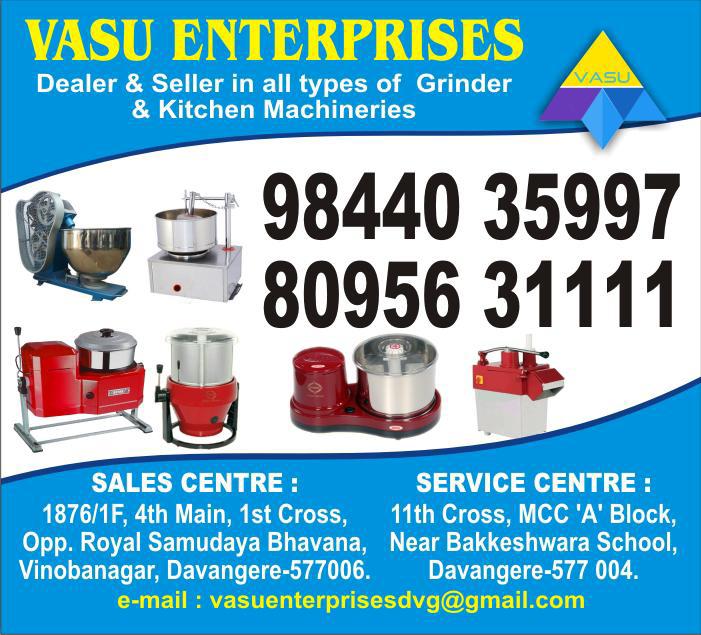 VASU ENTERPRISES
Dealer & Seller in all types of Grinder
& Kitchen Machineries
VASU
98440 35997
80956 31111
SALES CENTRE :
1876/1F, 4th Main, 1st Cross,
Opp. Royal Samudaya Bhavana,
Vinobanagar, Davangere-577006.
SERVICE CENTRE :
11th Cross, MCC 'A' Block,
Near Bakkeshwara School,
Davangere-577 004.
e-mail : vasuenterprisesdvg@gmail.com